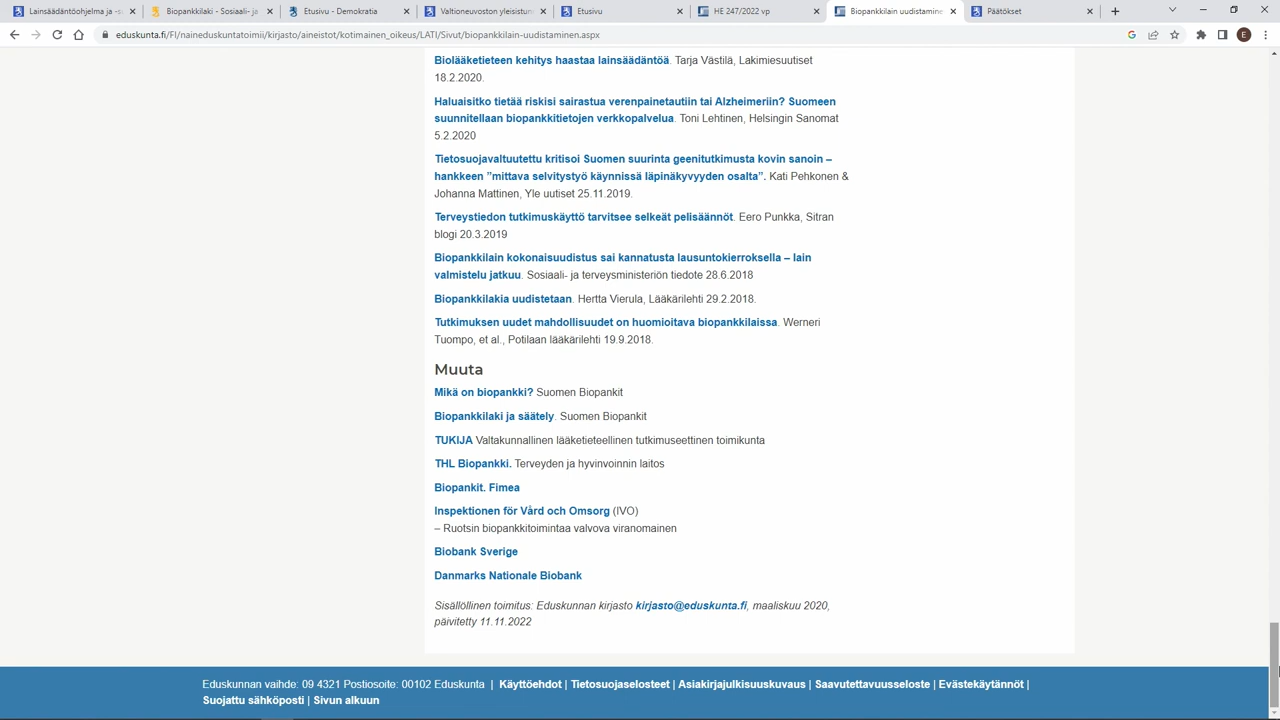 Lainsäädäntöohjelma ja -s
Biopankkilaki - Sosiaali- ja
Etusivu - Demokratia
Valtioneuvoston yleisistun
Etusivu
HE 247/2022 vp
Biopankkilain uudistamine
Päätökset
eduskunta.fi/FI/naineduskuntatoimii/kirjasto/aineistot/kotimainen_oikeus/LATI/Sivut/biopankkilain-uudistaminen.aspx
E
Biolääketieteen kehitys haastaa lainsäädäntöä. Tarja Västilä, Lakimiesuutiset
18.2.2020.
Haluaisitko tietää riskisi sairastua verenpainetautiin tai Alzheimeriin? Suomeen
suunnitellaan biopankkitietojen verkkopalvelua. Toni Lehtinen, Helsingin Sanomat
5.2.2020
Tietosuojavaltuutettu kritisoi Suomen suurinta geenitutkimusta kovin sanoin –
hankkeen ”mittava selvitystyö käynnissä läpinäkyvyyden osalta”. Kati Pehkonen &
Johanna Mattinen, Yle uutiset 25.11.2019.
Terveystiedon tutkimuskäyttö tarvitsee selkeät pelisäännöt. Eero Punkka, Sitran
blogi 20.3.2019
Biopankkilain kokonaisuudistus sai kannatusta lausuntokierroksella – lain
valmistelu jatkuu. Sosiaali- ja terveysministeriön tiedote 28.6.2018
Biopankkilakia uudistetaan. Hertta Vierula, Lääkärilehti 29.2.2018.
Tutkimuksen uudet mahdollisuudet on huomioitava biopankkilaissa. Werneri
Tuompo, et al., Potilaan lääkärilehti 19.9.2018.
Muuta
Mikä on biopankki? Suomen Biopankit
Biopankkilaki ja säätely. Suomen Biopankit
TUKIJA Valtakunnallinen lääketieteellinen tutkimuseettinen toimikunta
THL Biopankki. Terveyden ja hyvinvoinnin laitos
Biopankit. Fimea
Inspektionen för Vård och Omsorg (IVO)
– Ruotsin biopankkitoimintaa valvova viranomainen
Biobank Sverige
Danmarks Nationale Biobank
Sisällöllinen toimitus: Eduskunnan kirjasto kirjasto@eduskunta.fi, maaliskuu 2020,
päivitetty 11.11.2022
Eduskunnan vaihde: 09 4321 Postiosoite: 00102 Eduskunta | Käyttöehdot | Tietosuojaselosteet | Asiakirjajulkisuuskuvaus | Saavutettavuusseloste | Evästekäytännöt |
Suojattu sähköposti | Sivun alkuun